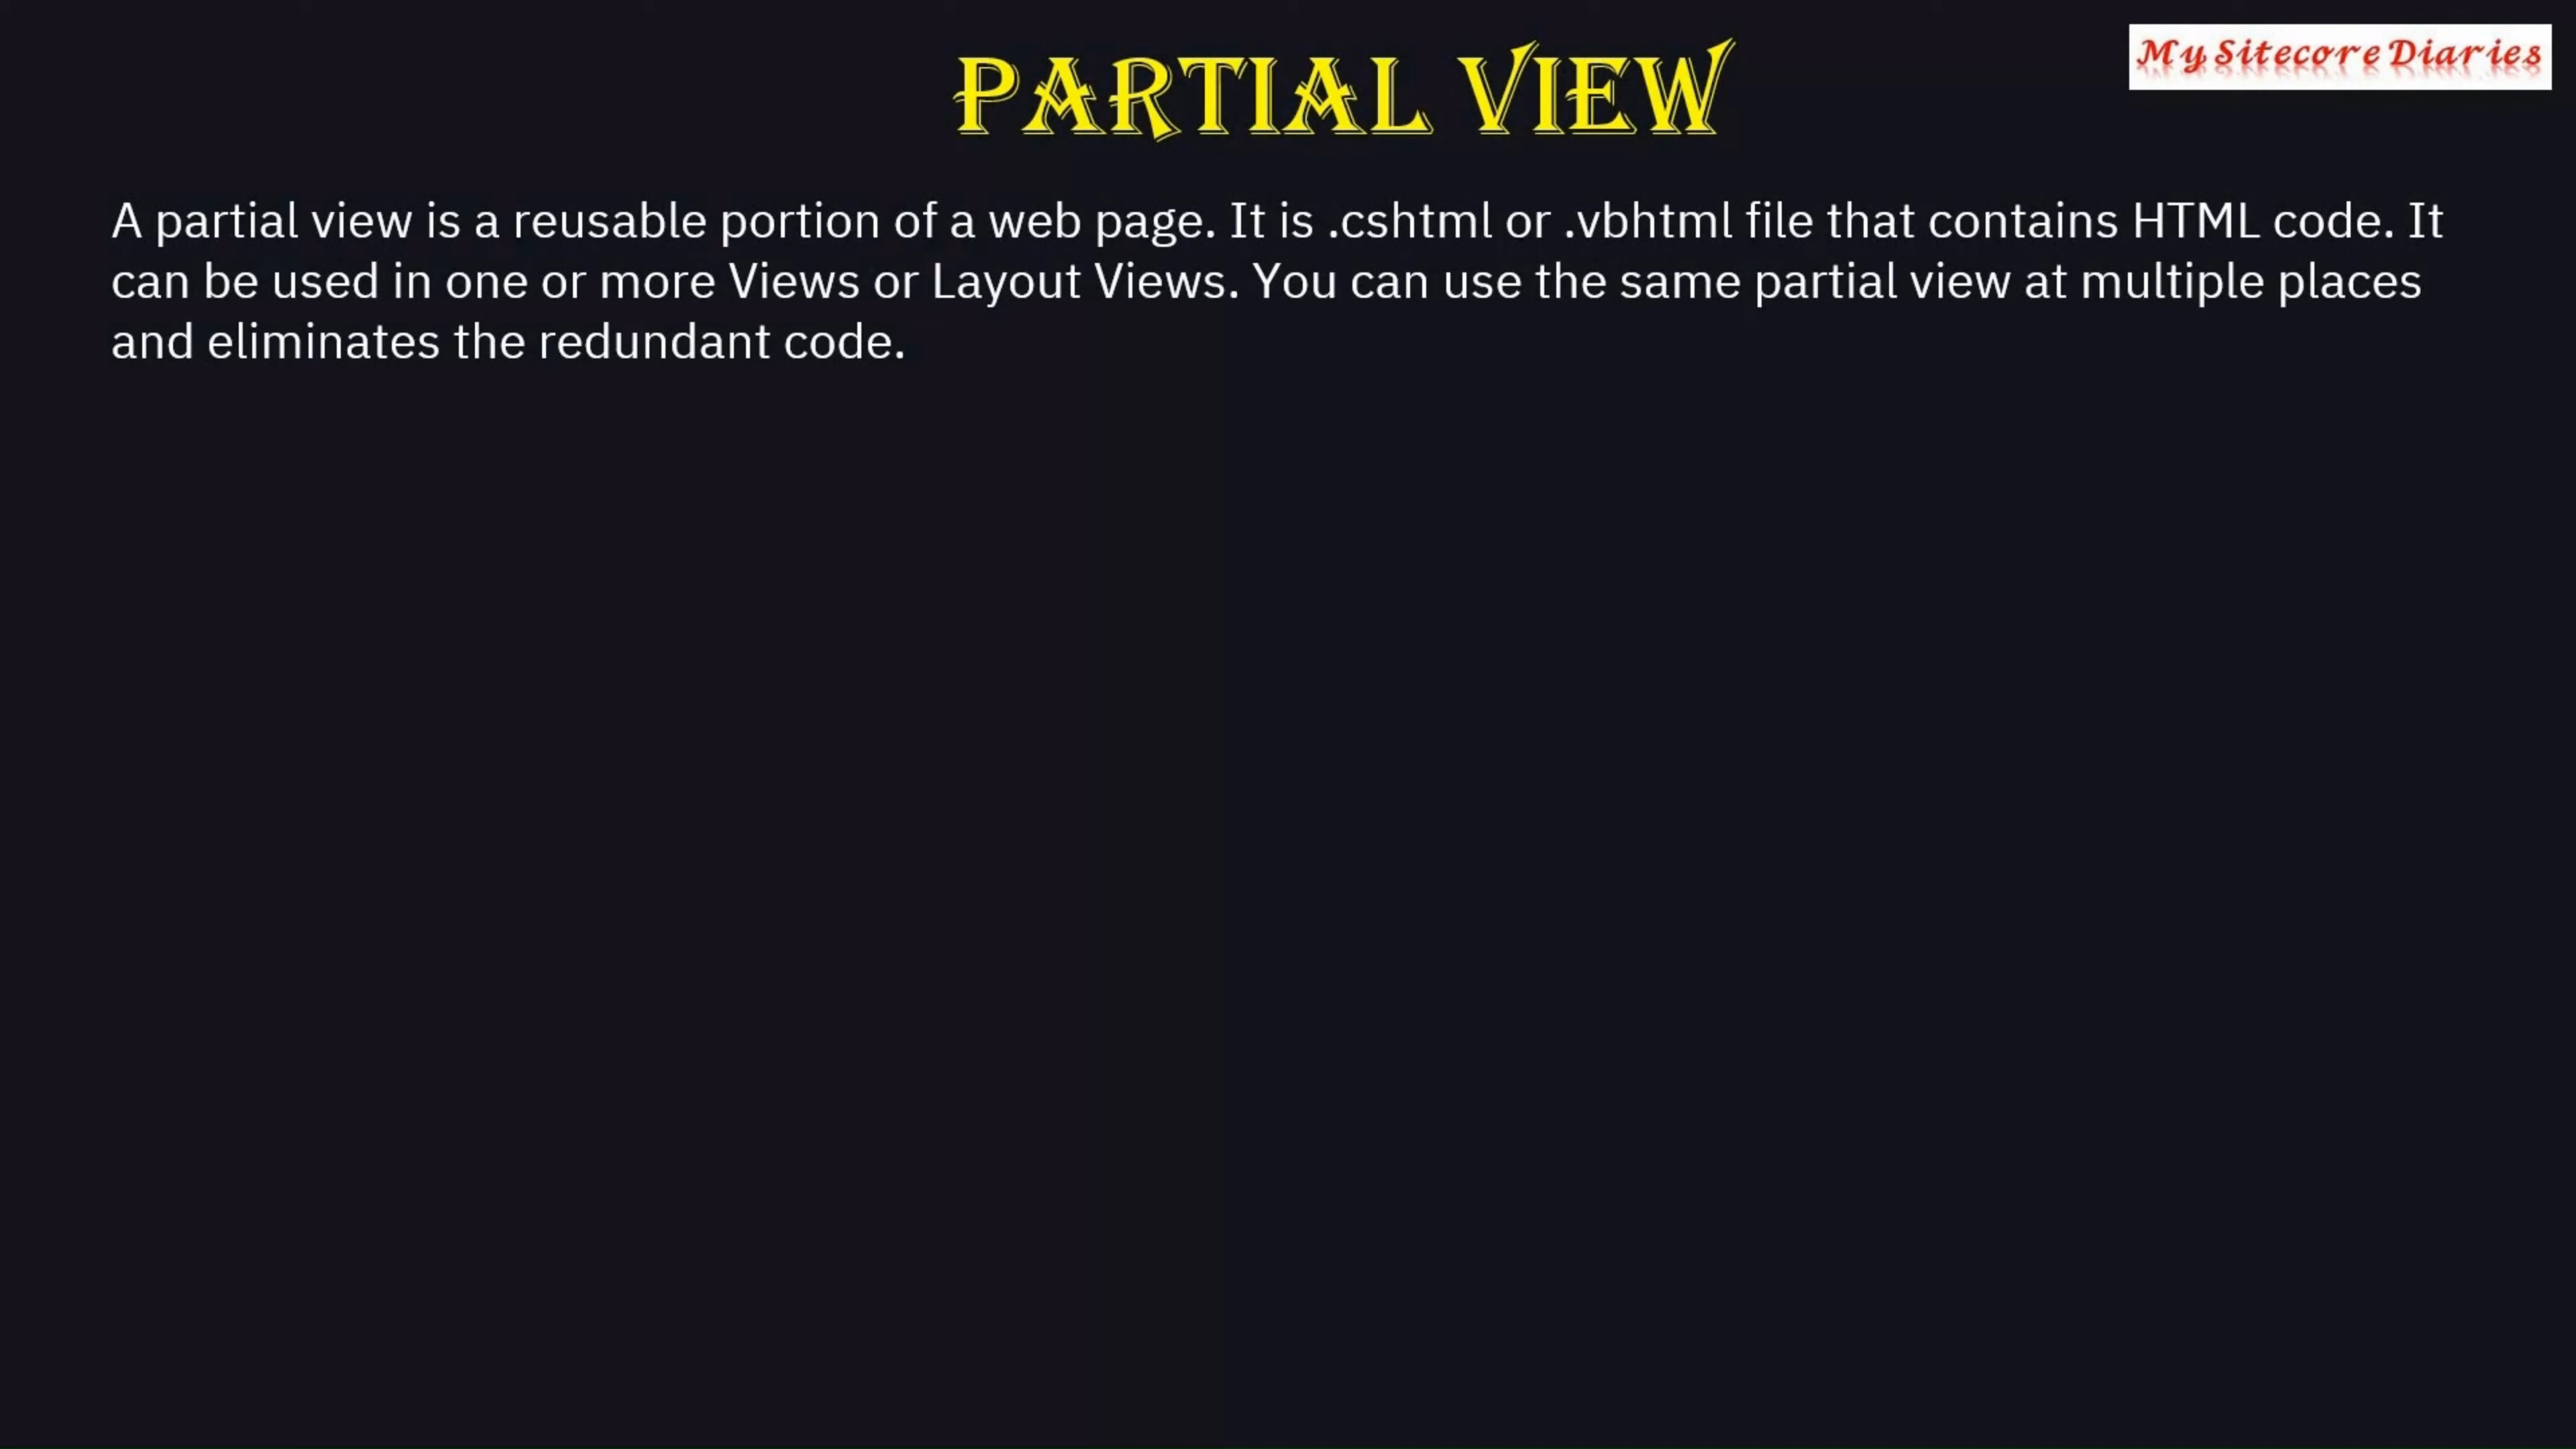 PARTIAL VIEW
My Sitecore Diaries
A partial view is a reusable portion of a web page. It is .cshtml or .vbhtml file that contains HTML code. It
can be used in one or more Views or Layout Views. You can use the same partial view at multiple places
and eliminates the redundant code.